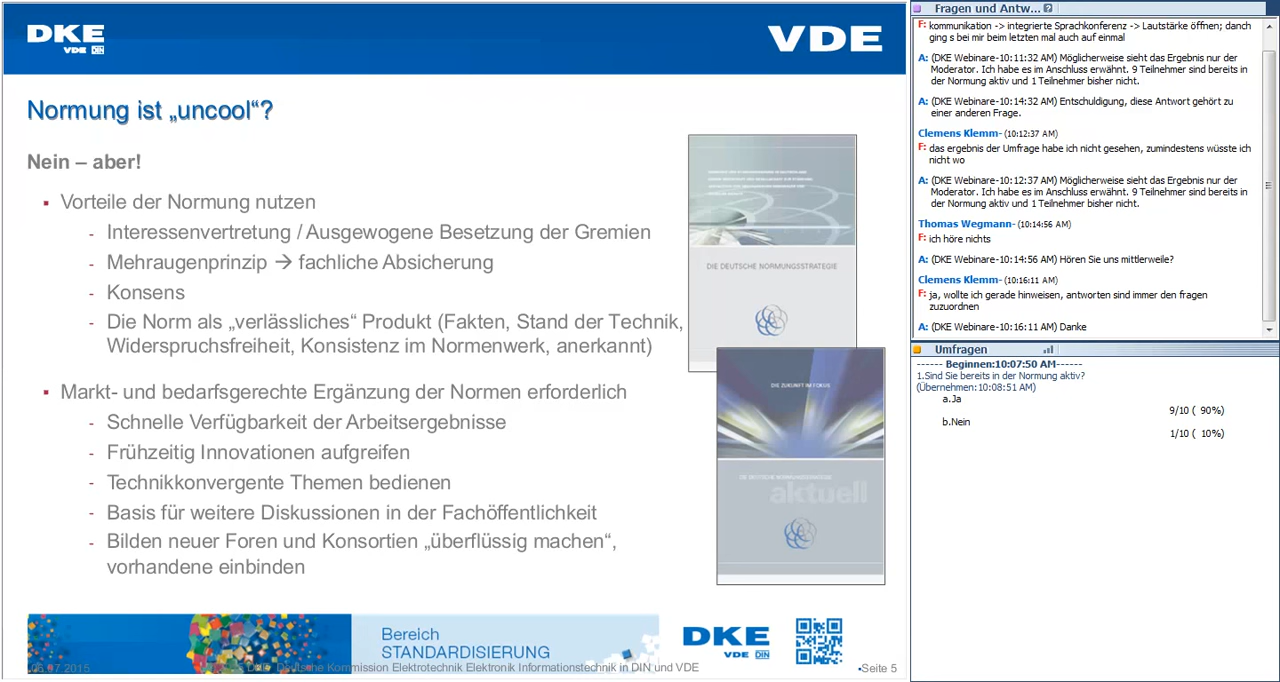 DKE
VDE DIN
VDE
Normung ist „uncool“?
Nein – aber!
▪ Vorteile der Normung nutzen
- Interessenvertretung / Ausgewogene Besetzung der Gremien
- Mehraugenprinzip → fachliche Absicherung
- Konsens
- Die Norm als „verlässliches“ Produkt (Fakten, Stand der Technik,
Widerspruchsfreiheit, Konsistenz im Normenwerk, anerkannt)
▪ Markt- und bedarfsgerechte Ergänzung der Normen erforderlich
- Schnelle Verfügbarkeit der Arbeitsergebnisse
- Frühzeitig Innovationen aufgreifen
- Technikkonvergente Themen bedienen
- Basis für weitere Diskussionen in der Fachöffentlichkeit
- Bilden neuer Foren und Konsortien „überflüssig machen“,
vorhandene einbinden
DIE DEUTSCHE NORMUNGSSTRATEGIE
DIE ZUKUNFT IM FOKUS
DIE DEUTSCHE NORMUNGSSTRATEGIE
aktuell
Bereich
STANDARDISIERUNG
DKE
VDE DIN
06.07.2015
DKE Deutsche Kommission Elektrotechnik Elektronik Informationstechnik in DIN und VDE
•Seite 5
Fragen und Antw...
F: kommunikation -> integrierte Sprachkonferenz -> Lautstärke öffnen; danch
ging s bei mir beim letzten mal auch auf einmal
A: (DKE Webinare-10:11:32 AM) Möglicherweise sieht das Ergebnis nur der
Moderator. Ich habe es im Anschluss erwähnt. 9 Teilnehmer sind bereits in
der Normung aktiv und 1 Teilnehmer bisher nicht.
A: (DKE Webinare-10:14:32 AM) Entschuldigung, diese Antwort gehört zu
einer anderen Frage.
Clemens Klemm- (10:12:37 AM)
F: das ergebnis der Umfrage habe ich nicht gesehen, zumindestens wüsste ich
nicht wo
A: (DKE Webinare-10:12:37 AM) Möglicherweise sieht das Ergebnis nur der
Moderator. Ich habe es im Anschluss erwähnt. 9 Teilnehmer sind bereits in
der Normung aktiv und 1 Teilnehmer bisher nicht.
Thomas Wegmann- (10:14:56 AM)
F: ich höre nichts
A: (DKE Webinare-10:14:56 AM) Hören Sie uns mittlerweile?
Clemens Klemm- (10:16:11 AM)
F: ja, wollte ich gerade hinweisen, antworten sind immer den fragen
zuzuordnen
A: (DKE Webinare-10:16:11 AM) Danke
Umfragen
------ Beginnen:10:07:50 AM------
1.Sind Sie bereits in der Normung aktiv?
(Übernehmen:10:08:51 AM)
a.Ja
9/10 ( 90%)
b.Nein
1/10 ( 10%)